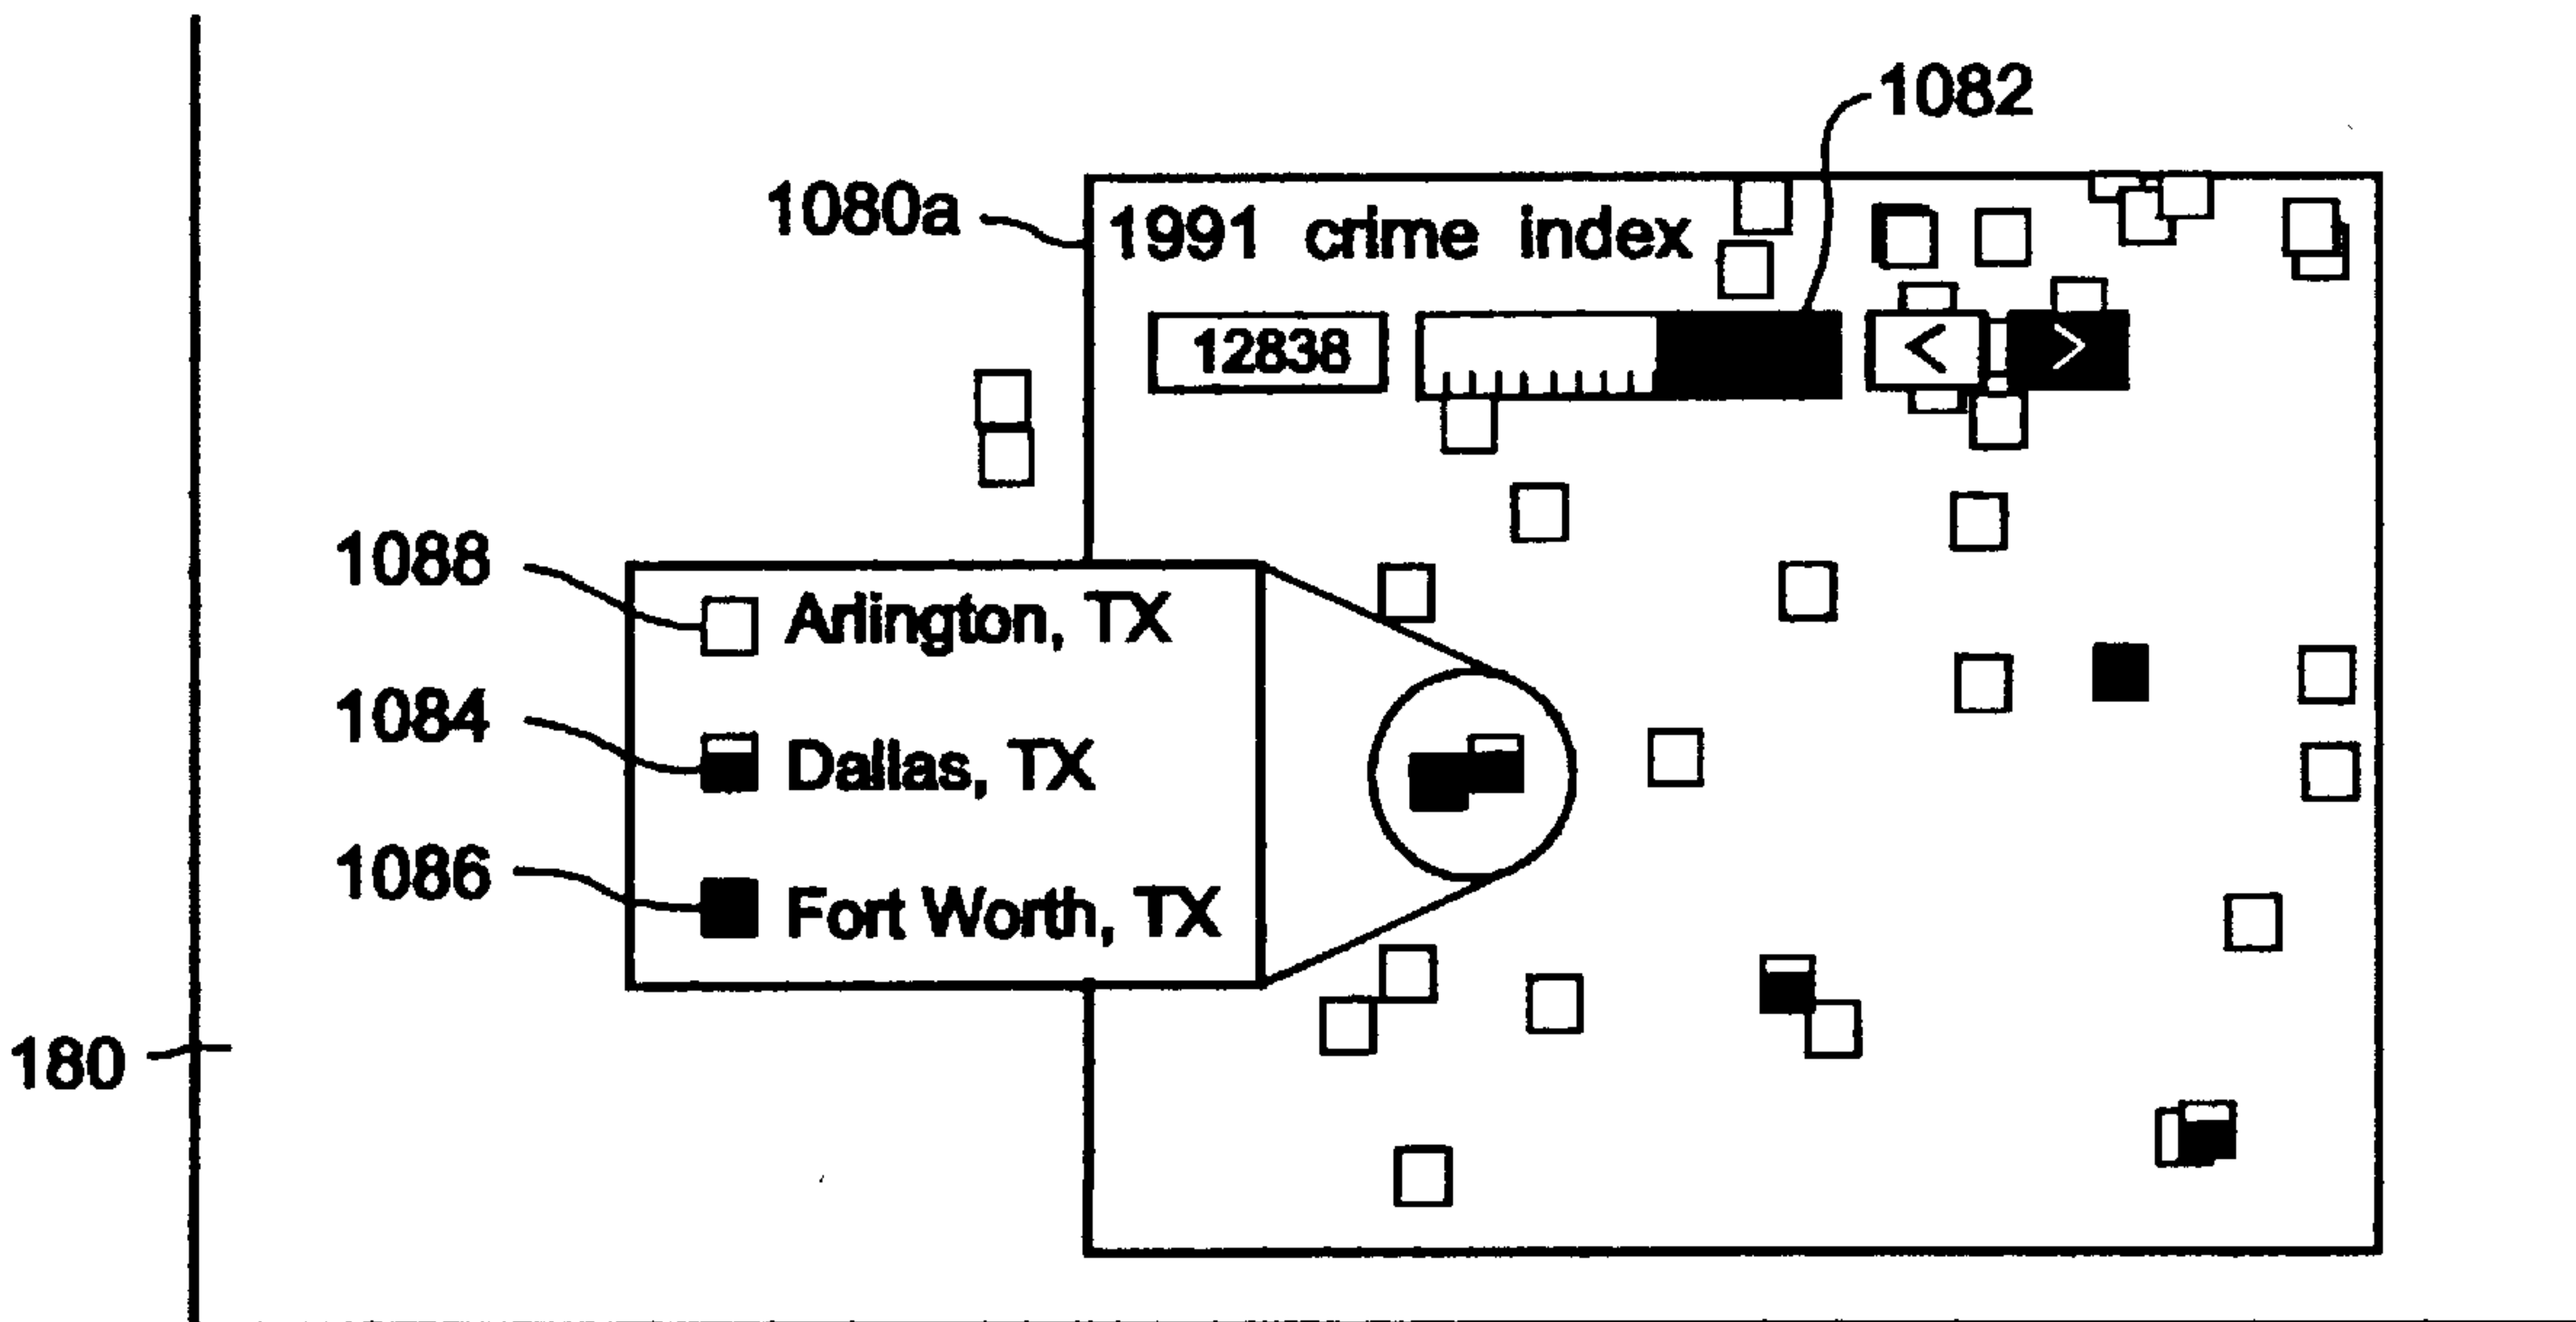 1082
1080a
1991 crime index
12838 < >
1088
Arlington, TX
1084
Dallas, TX
1086
Fort Worth, TX
180